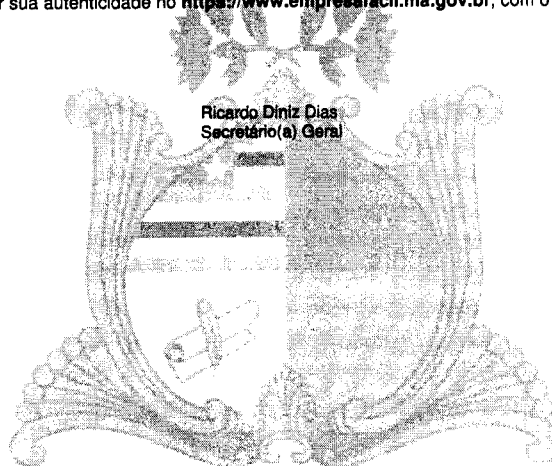 sua autenticidade no https://www.empresafacil.ma.gov.br, com o
Ricardo Diniz Dias
Secretário(a) Geral